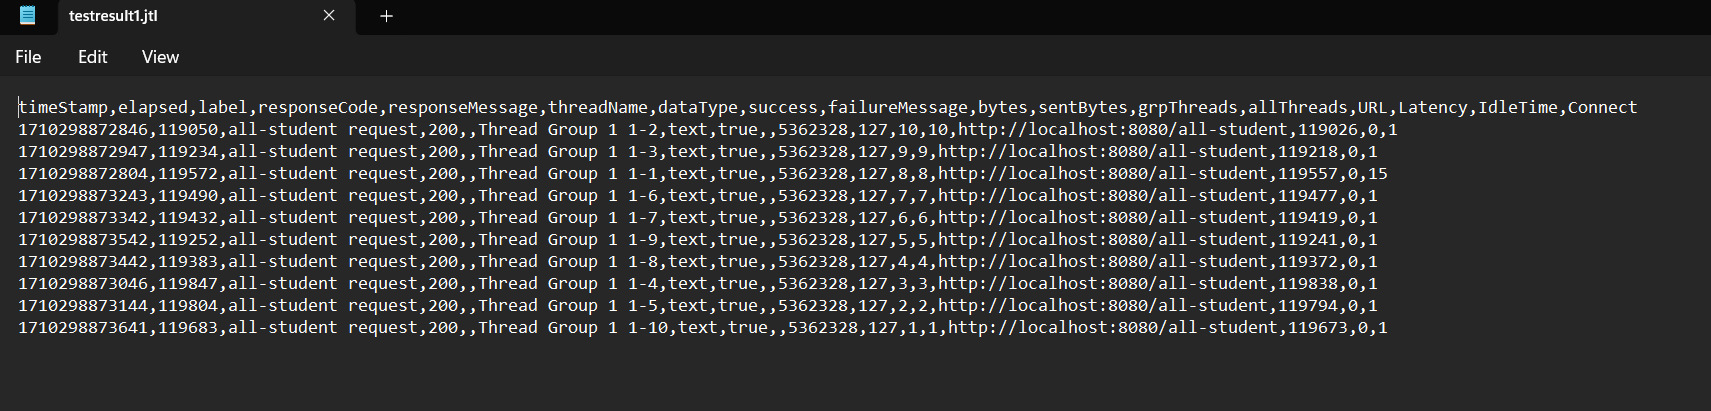 testresult1.jtl
File Edit View
timeStamp,elapsed,label,responseCode,responseMessage,threadName,dataType,success,failureMessage,bytes,sentBytes,grpThreads,allThreads,URL,Latency,IdleTime,Connect
1710298872846,119050,all-student request,200,,Thread Group 1 1-2,text,true,,5362328,127,10,10,http://localhost:8080/all-student,119026,0,1
1710298872947,119234,all-student request,200,,Thread Group 1 1-3,text,true,,5362328,127,9,9,http://localhost:8080/all-student,119218,0,1
1710298872804,119572,all-student request,200,,Thread Group 1 1-1,text,true,,5362328,127,8,8,http://localhost:8080/all-student,119557,0,15
1710298873243,119490,all-student request,200,,Thread Group 1 1-6,text,true,,5362328,127,7,7,http://localhost:8080/all-student,119477,0,1
1710298873342,119432,all-student request,200,,Thread Group 1 1-7,text,true,,5362328,127,6,6,http://localhost:8080/all-student,119419,0,1
1710298873542,119252,all-student request,200,,Thread Group 1 1-9,text,true,,5362328,127,5,5,http://localhost:8080/all-student,119241,0,1
1710298873442,119383,all-student request,200,,Thread Group 1 1-8,text,true,,5362328,127,4,4,http://localhost:8080/all-student,119372,0,1
1710298873046,119847,all-student request,200,,Thread Group 1 1-4,text,true,,5362328,127,3,3,http://localhost:8080/all-student,119838,0,1
1710298873144,119804,all-student request,200,,Thread Group 1 1-5,text,true,,5362328,127,2,2,http://localhost:8080/all-student,119794,0,1
1710298873641,119683,all-student request,200,,Thread Group 1 1-10,text,true,,5362328,127,1,1,http://localhost:8080/all-student,119673,0,1